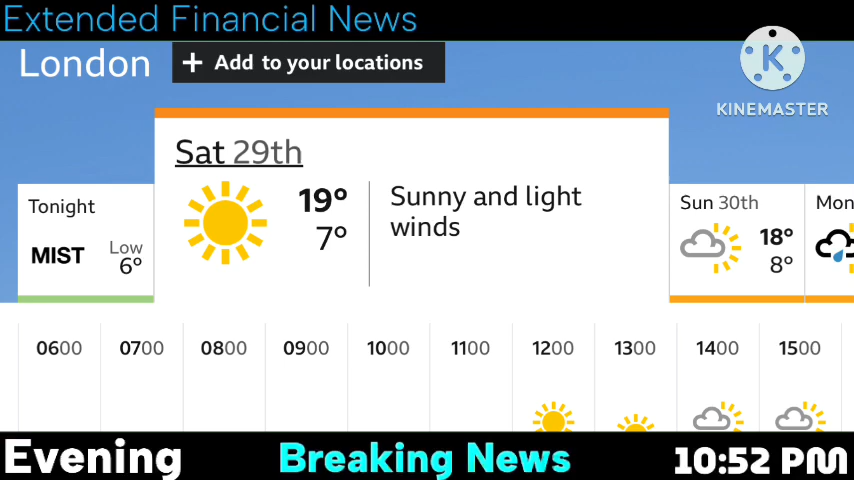 Extended Financial News
London
+ Add to your locations
K
KINEMASTER
Sat 29th
19°
7°
Sunny and light
winds
Tonight
MIST
Low
6°
Sun 30th
18°
8°
Mon
0600 0700 0800 0900 1000 1100 1200 1300 1400 1500
Evening
Breaking News
10:52 PM